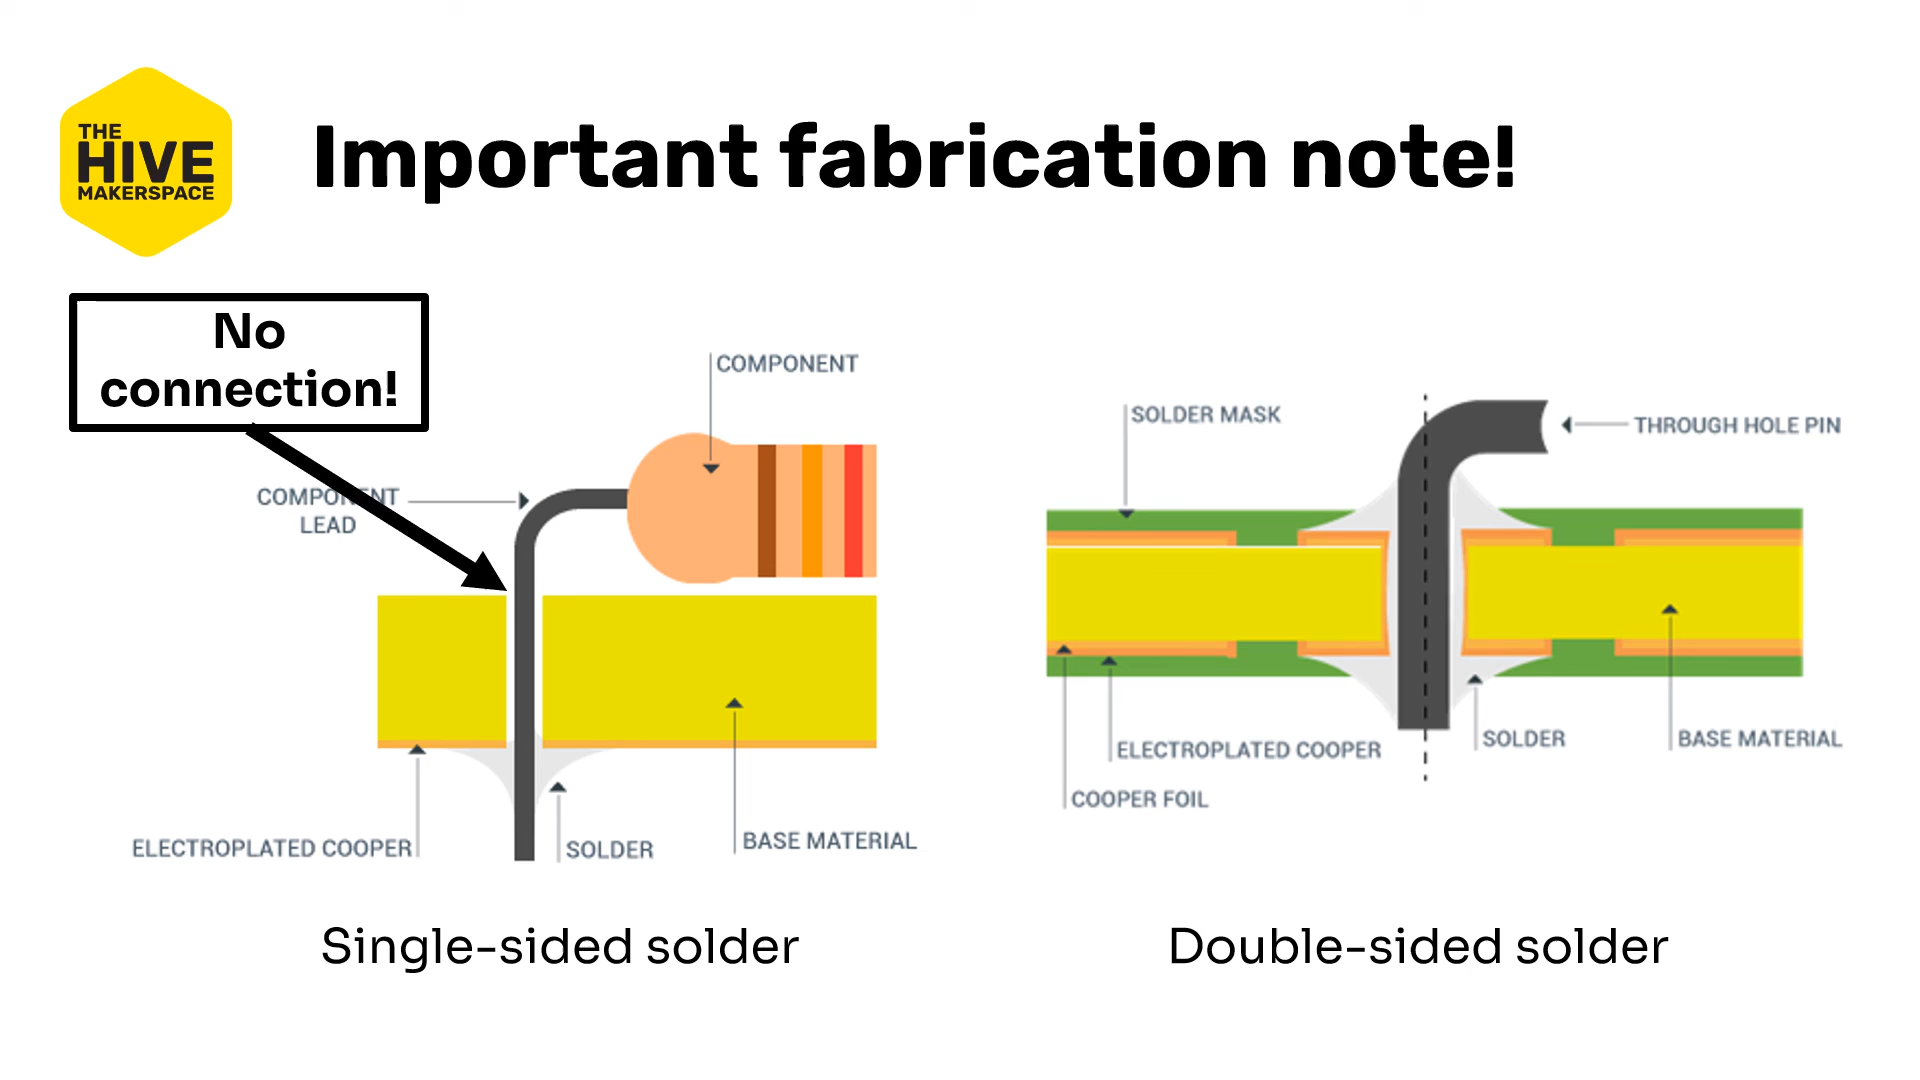 THE
HIVE
MAKERSPACE
Important fabrication note!
No
connection!
COMPONENT
COMPONENT
LEAD
ELECTROPLATED COOPER
SOLDER
BASE MATERIAL
Single-sided solder
SOLDER MASK
THROUGH HOLE PIN
ELECTROPLATED COOPER
SOLDER
BASE MATERIAL
COOPER FOIL
Double-sided solder